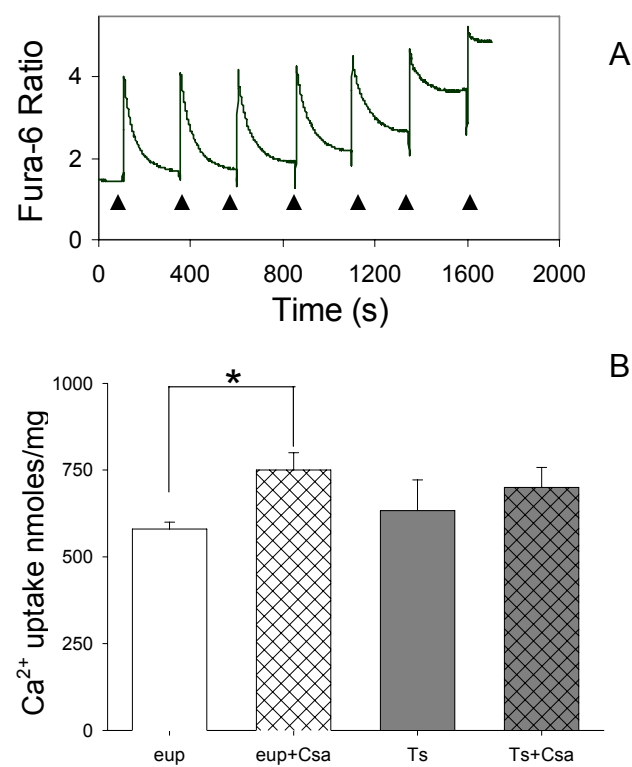 A
Fura-6 Ratio
4
2
0
0 400 800 1200 1600 2000
Time (s)
B
*
Ca2+ uptake nmoles/mg
1000
750
500
250
0
eup eup+Csa Ts Ts+Csa